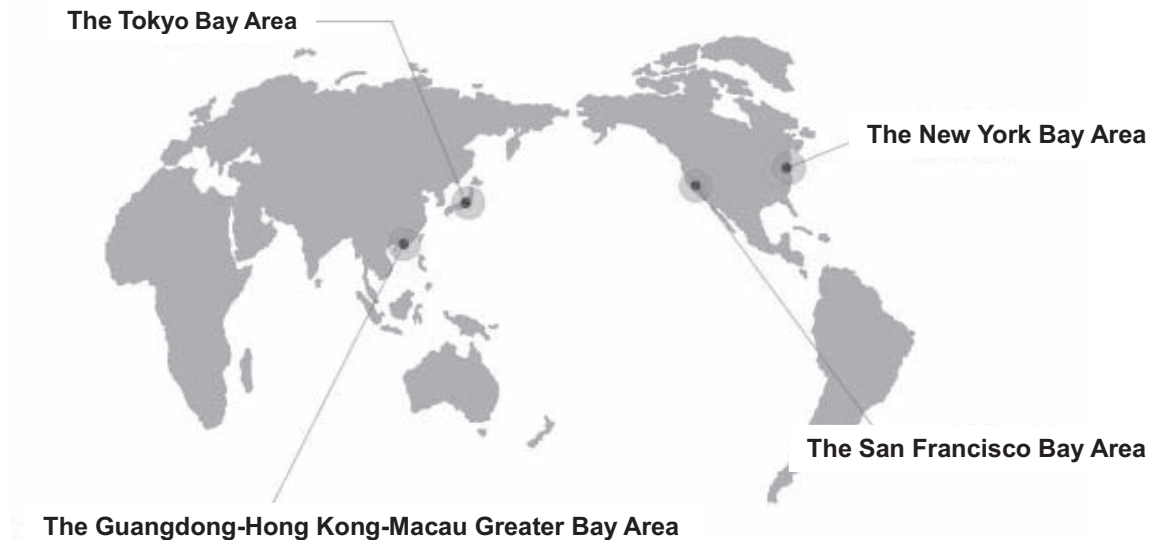 The Tokyo Bay Area
The New York Bay Area
The San Francisco Bay Area
The Guangdong-Hong Kong-Macau Greater Bay Area